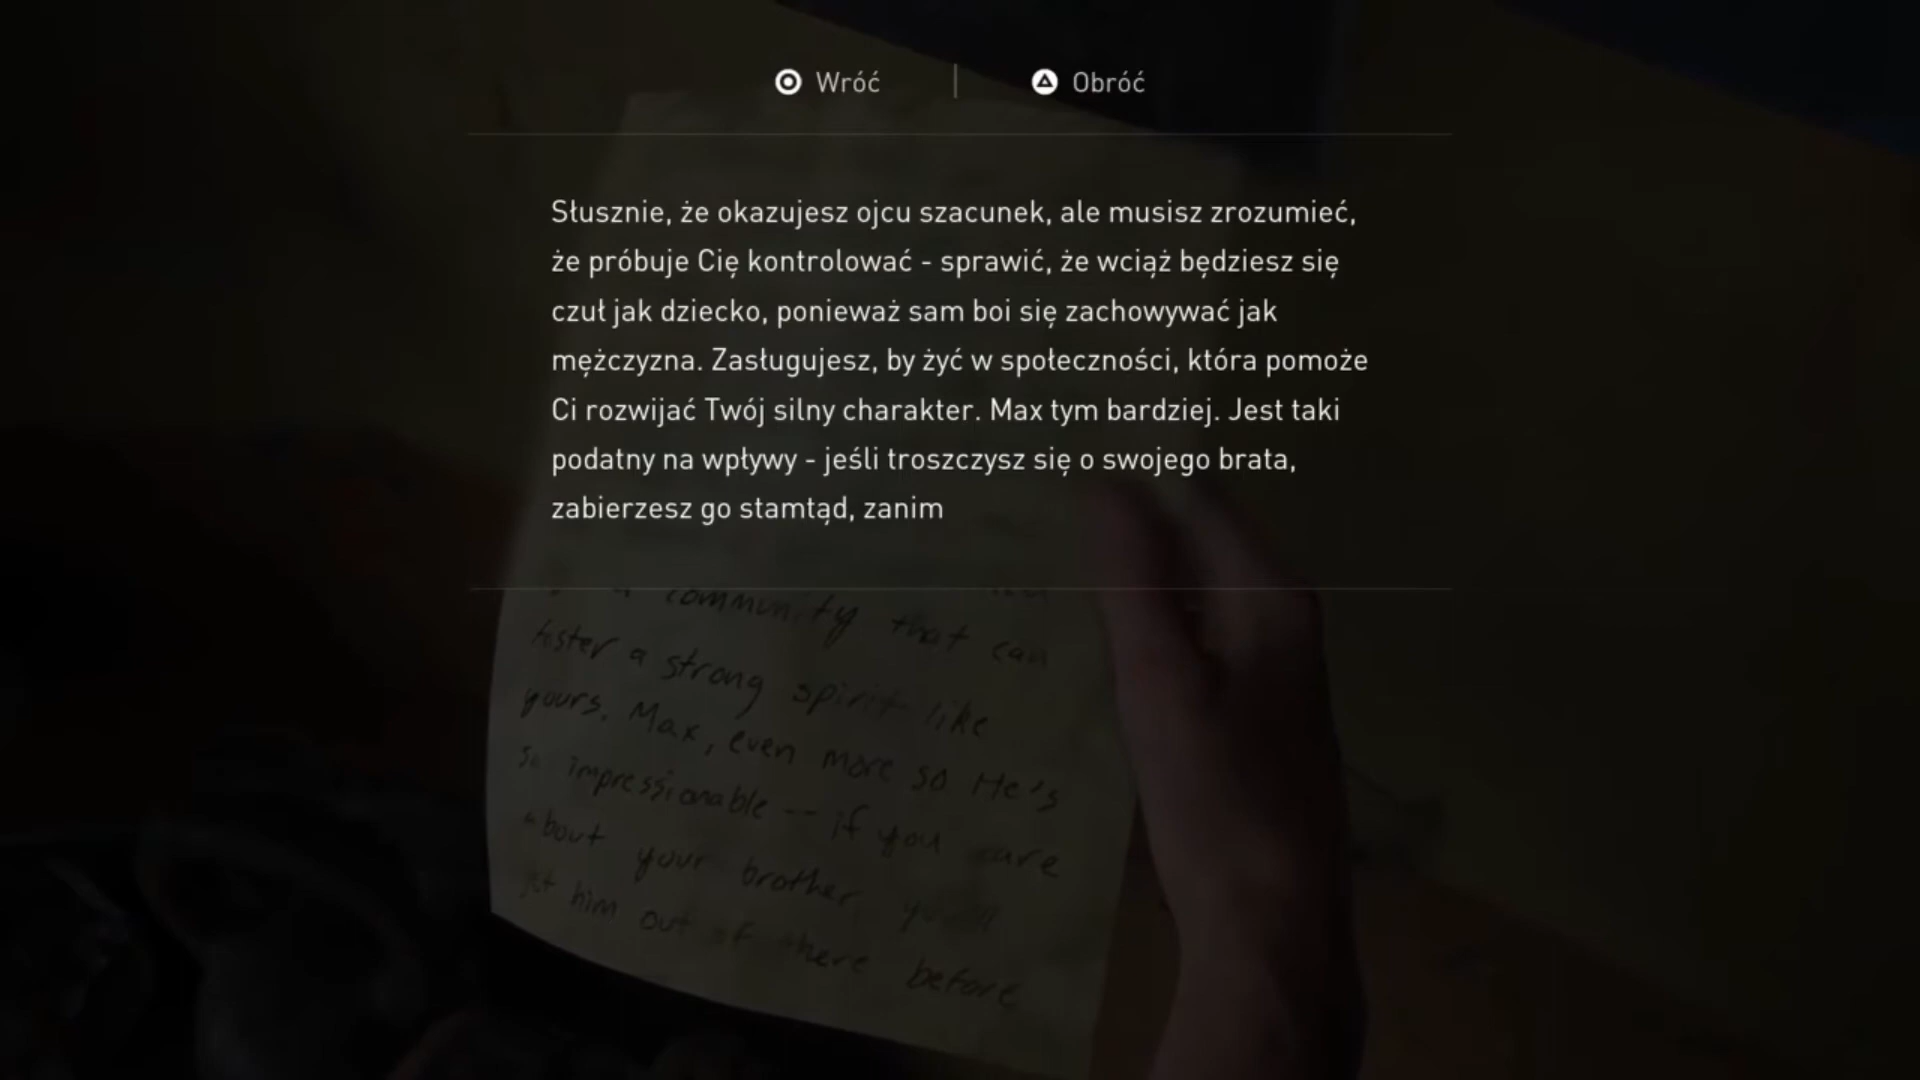 Wróć | Obróć
Słusznie, że okazujesz ojcu szacunek, ale musisz zrozumieć,
że próbuje Cię kontrolować - sprawić, że wciąż będziesz się
czuł jak dziecko, ponieważ sam boi się zachowywać jak
mężczyzna. Zasługujesz, by żyć w społeczności, która pomoże
Ci rozwijać Twój silny charakter. Max tym bardziej. Jest taki
podatny na wpływy - jeśli troszczysz się o swojego brata,
zabierzesz go stamtąd, zanim
community that can
foster a strong spirit like
yours. Max, even more so He's
so impressionable -- if you care
about your brother, you'll
get him out of there before